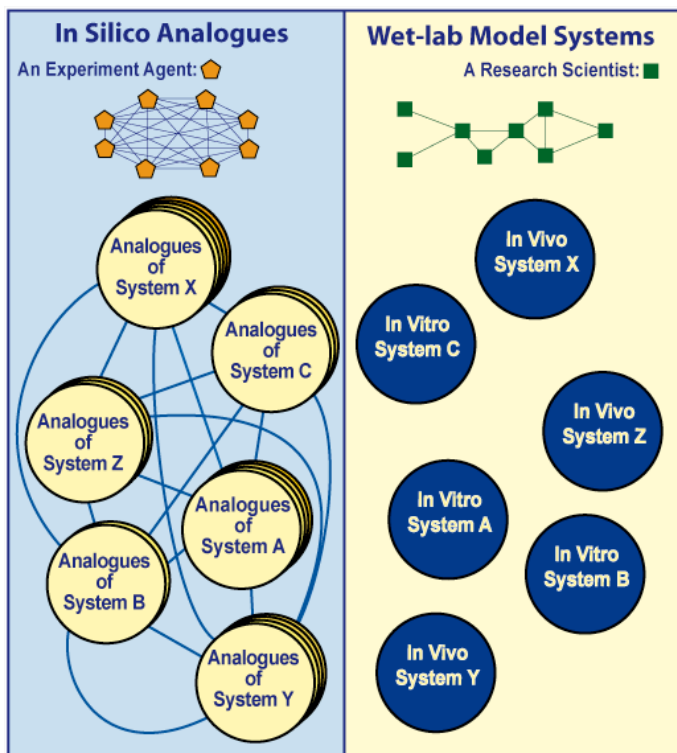 In Silico Analogues
An Experiment Agent:
Analogues
of
System X
Analogues
of
System C
Analogues
of
System Z
Analogues
of
System A
Analogues
of
System B
Analogues
of
System Y
Wet-lab Model Systems
A Research Scientist:
In Vivo
System X
In Vitro
System C
In Vivo
System Z
In Vitro
System A
In Vitro
System B
In Vivo
System Y